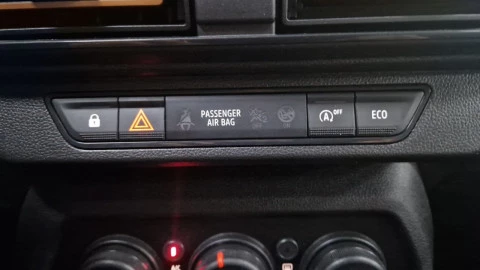 PASSENGER
AIR BAG
A OFF
ECO